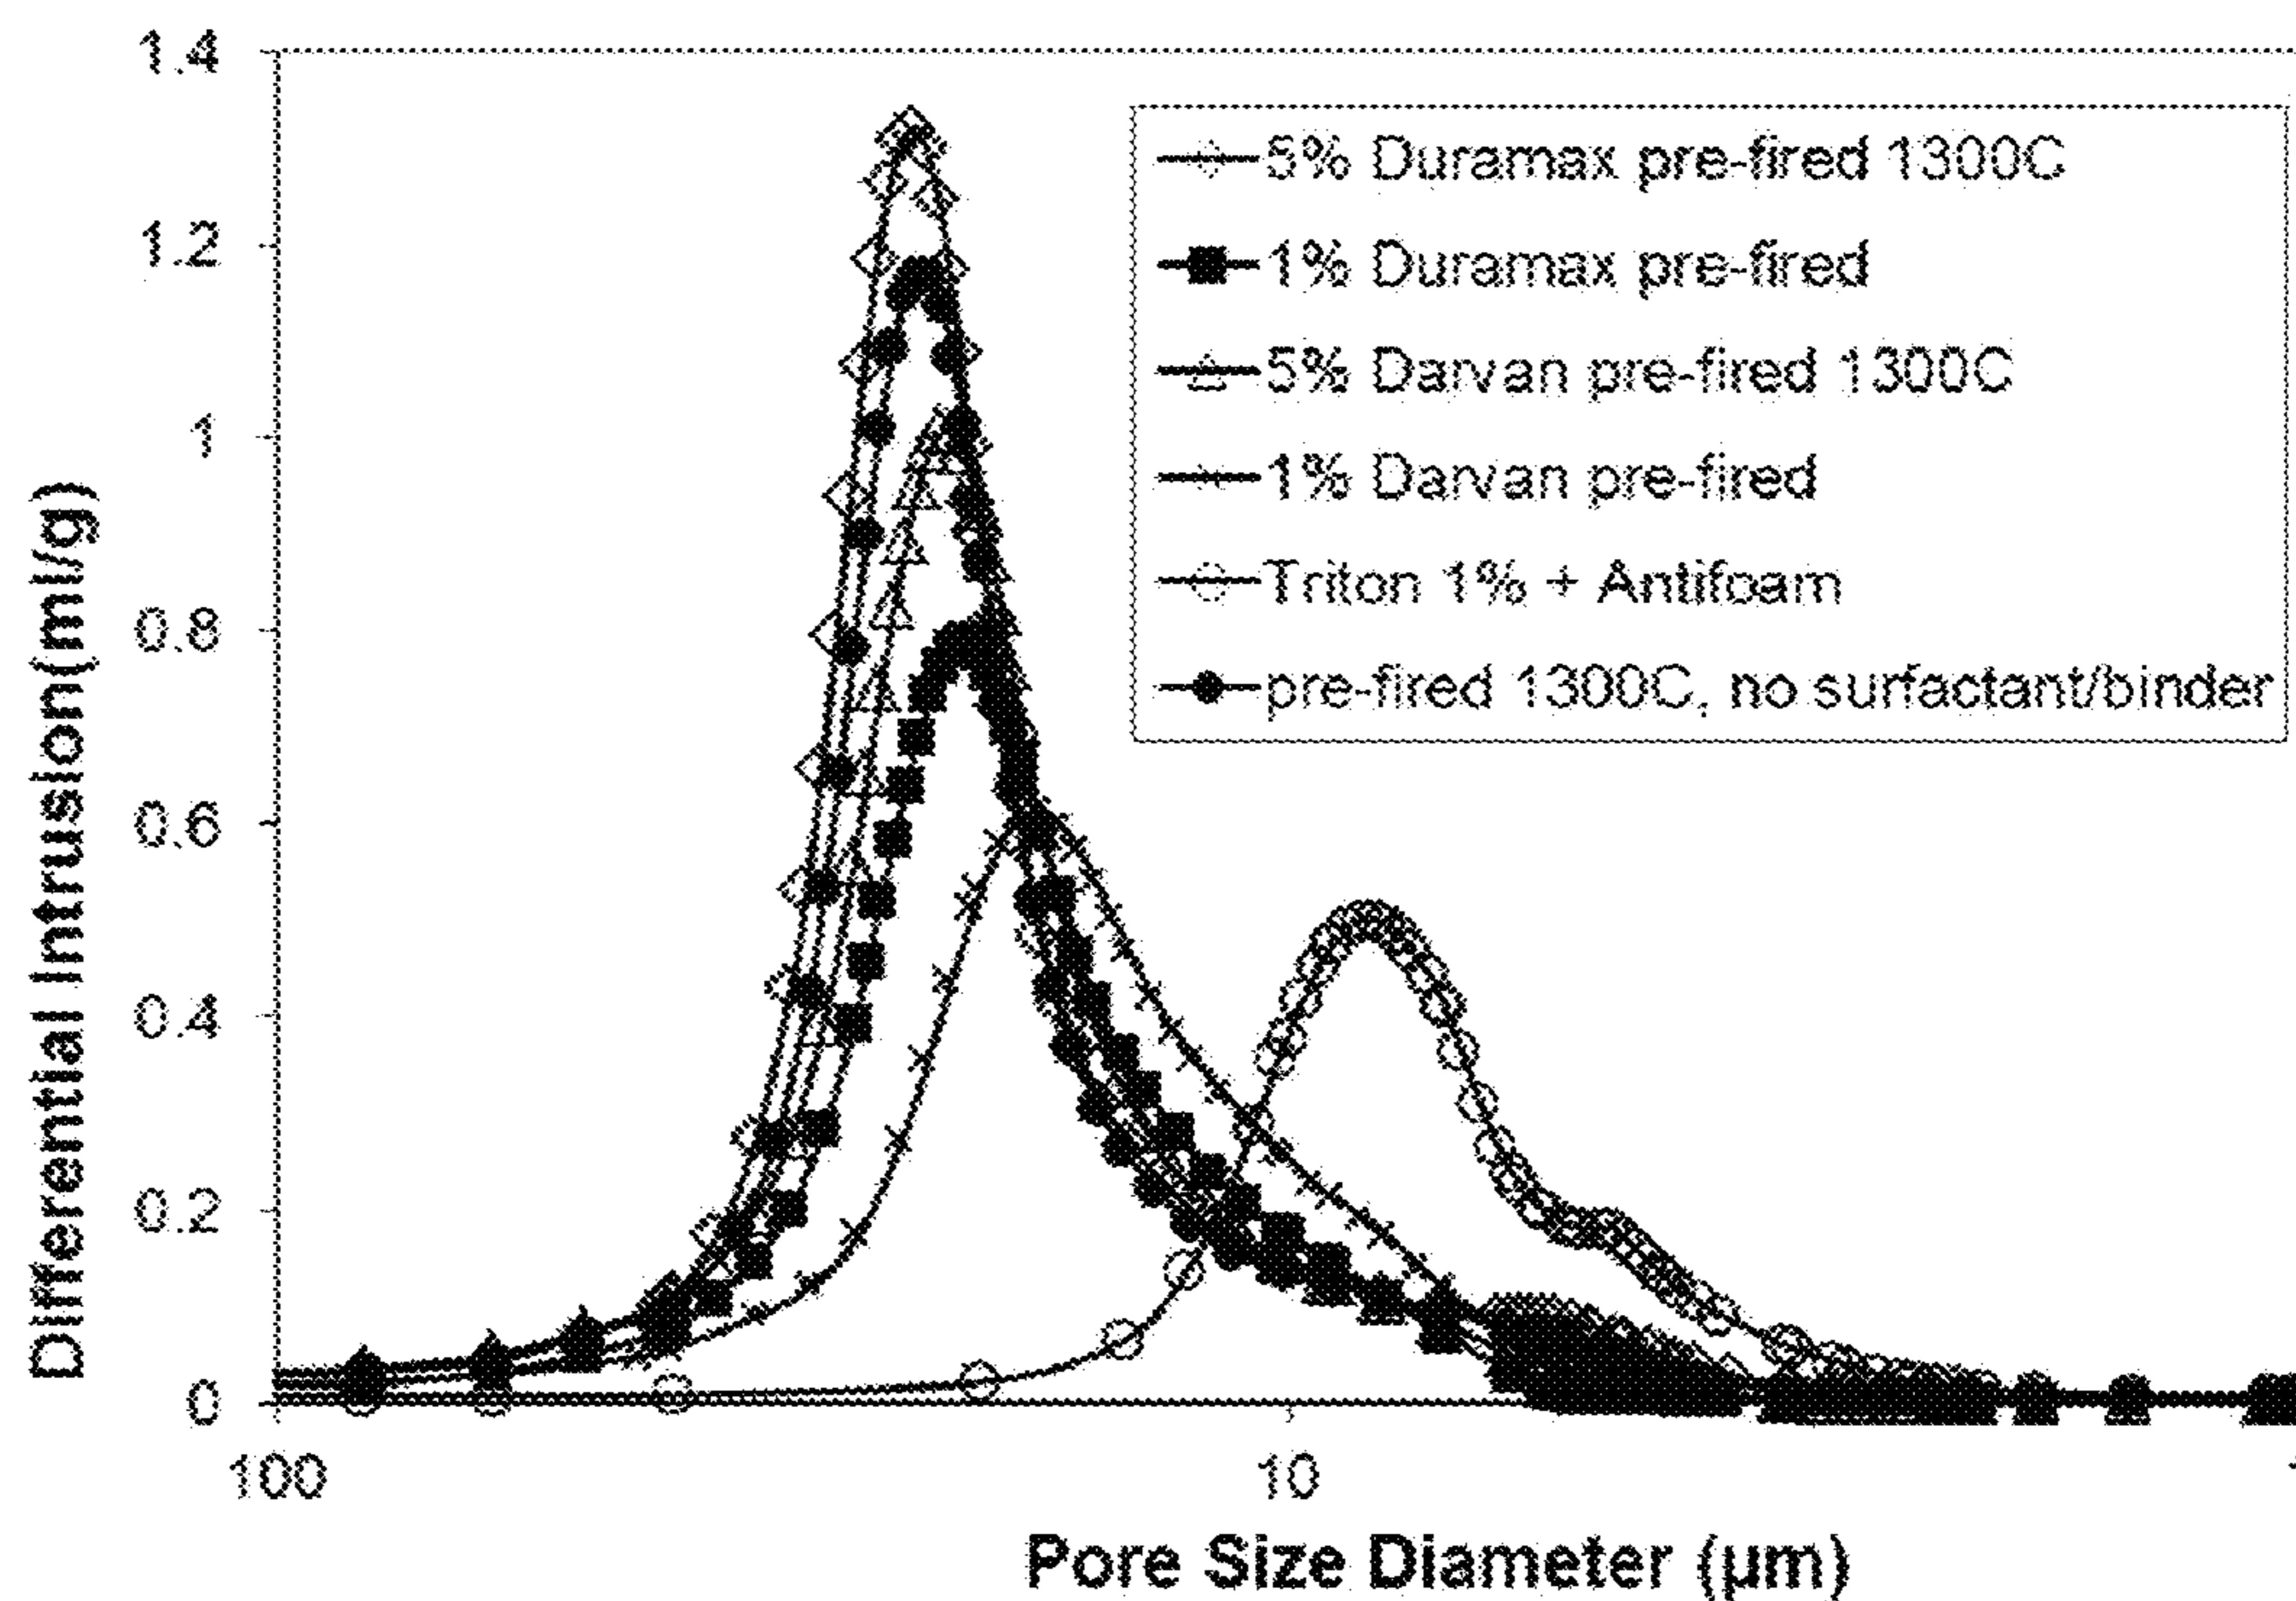 Differential Intrusion(ml/g)
1.4
1.2
1
0.8
0.6
0.4
0.2
0
5% Duramax pre-fired 1300C
1% Duramax pre-fired
5% Darvan pre-fired 1300C
1% Darvan pre-fired
Triton 1% + Antifoam
pre-fired 1300C, no surfactant/binder
100 10
Pore Size Diameter (µm)